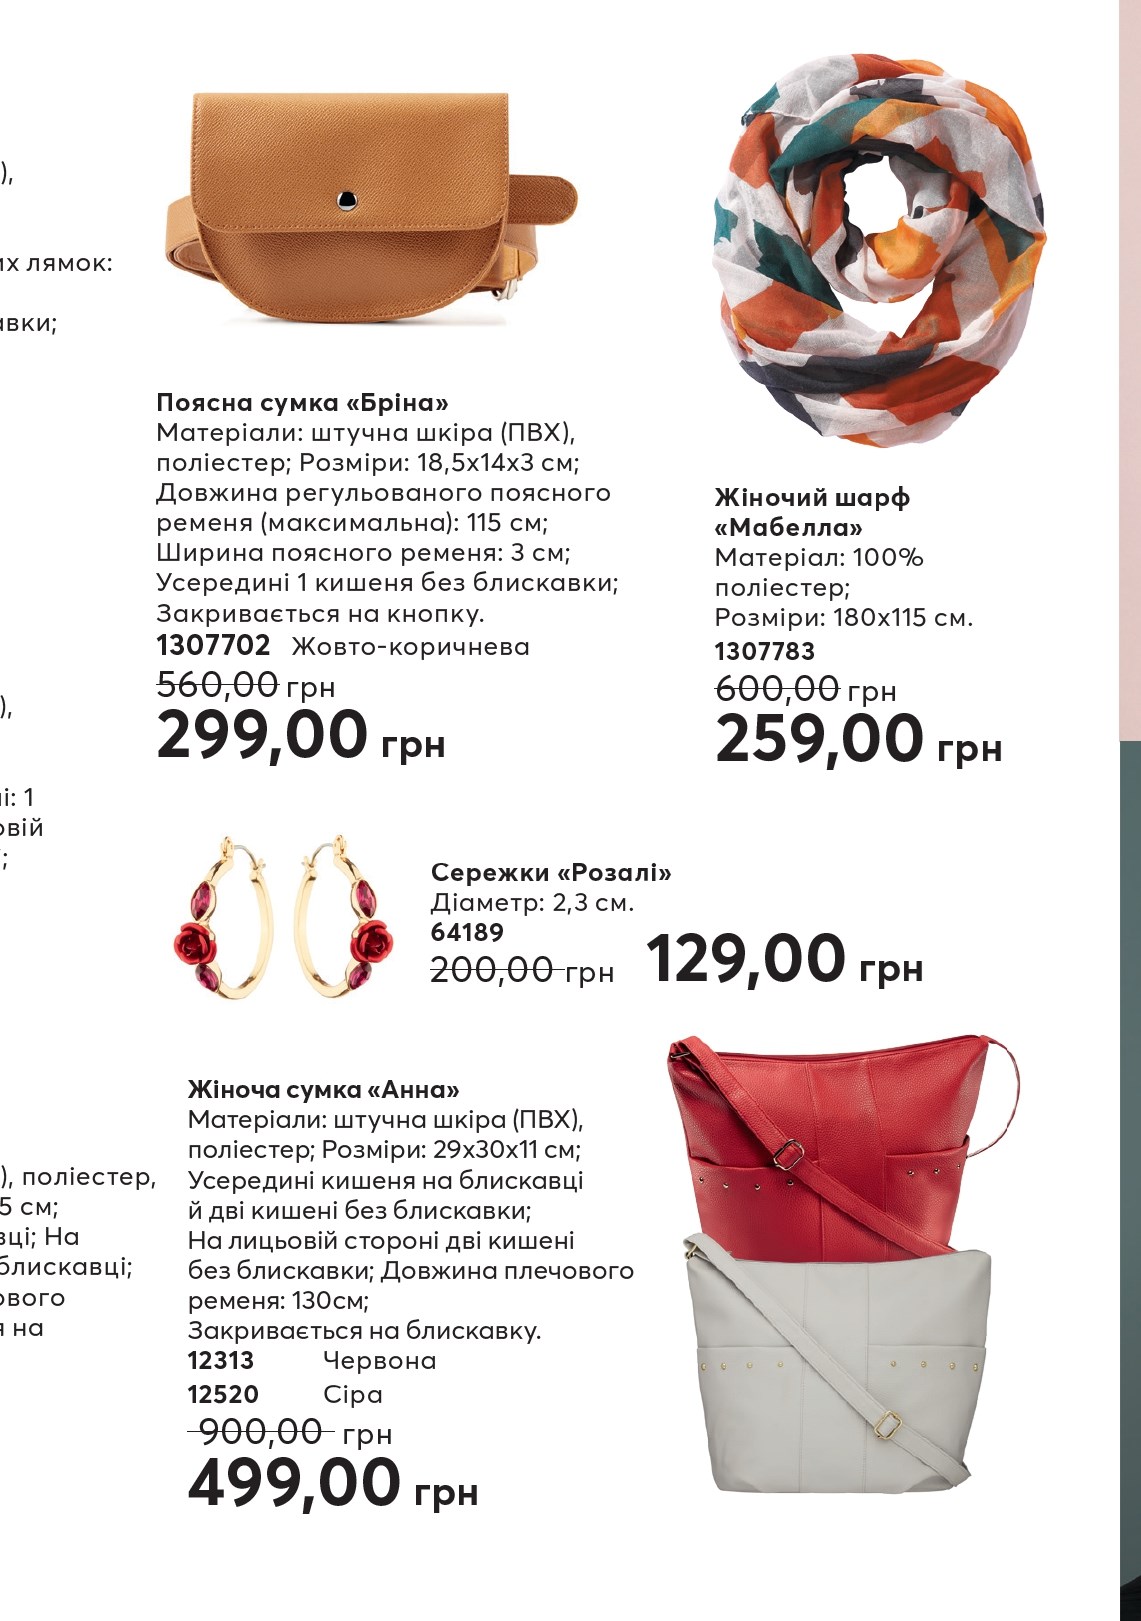 ),
их лямок:
авки;
Поясна сумка «Бріна»
Матеріали: штучна шкіра (ПВХ),
поліестер; Розміри: 18,5х14х3 см;
Довжина регульованого поясного
ременя (максимальна): 115 см;
Ширина поясного ременя: 3 см;
Усередині 1 кишеня без блискавки;
Закривається на кнопку.
1307702 Жовто-коричнева
560,00 грн
299,00 грн
Жіночий шарф
«Мабелла»
Матеріал: 100%
поліестер;
Розміри: 180х115 см.
1307783
600,00 грн
259,00 грн
),
і: 1
овій
;
Сережки «Розалі»
Діаметр: 2,3 см.
64189
200,00 грн 129,00 грн
Жіноча сумка «Анна»
Матеріали: штучна шкіра (ПВХ),
поліестер; Розміри: 29х30х11 см;
Усередині кишеня на блискавці
й дві кишені без блискавки;
На лицьовій стороні дві кишені
без блискавки; Довжина плечового
ременя: 130см;
Закривається на блискавку.
12313 Червона
12520 Сіра
900,00 грн
499,00 грн
), поліестер,
5 см;
вці; На
блискавці;
ового
я на